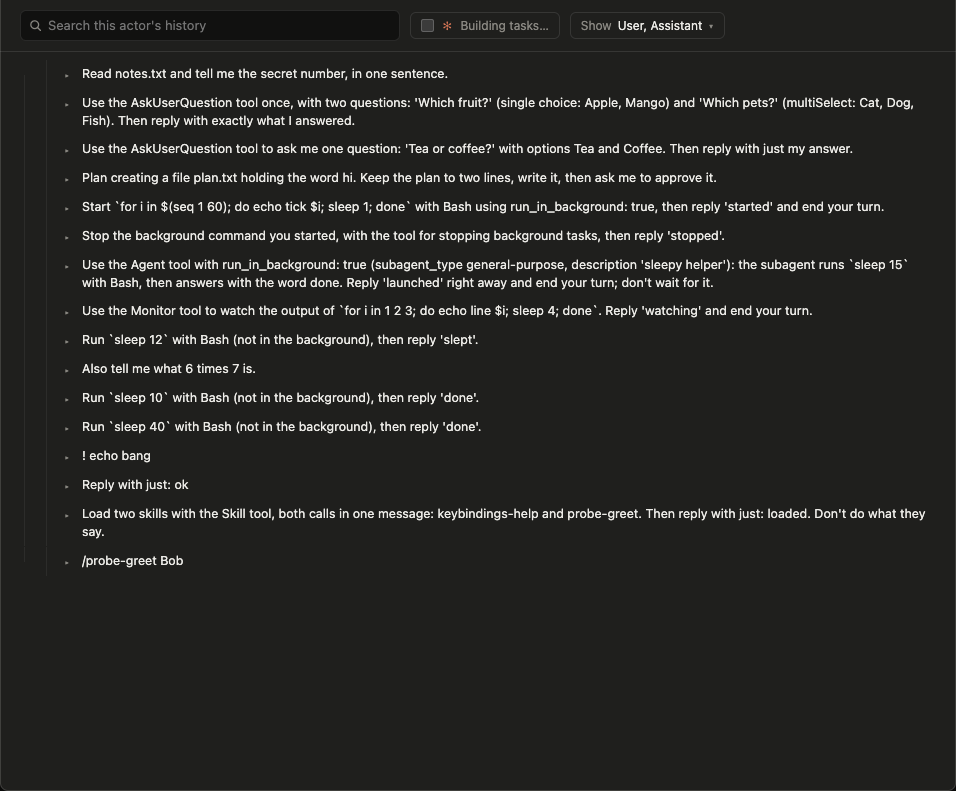 Search this actor's history
Building tasks...
Show User, Assistant
Read notes.txt and tell me the secret number, in one sentence.
Use the AskUserQuestion tool once, with two questions: 'Which fruit?' (single choice: Apple, Mango) and 'Which pets?' (multiSelect: Cat, Dog,
Fish). Then reply with exactly what I answered.
Use the AskUserQuestion tool to ask me one question: 'Tea or coffee?' with options Tea and Coffee. Then reply with just my answer.
Plan creating a file plan.txt holding the word hi. Keep the plan to two lines, write it, then ask me to approve it.
Start `for i in $(seq 1 60); do echo tick $i; sleep 1; done` with Bash using run_in_background: true, then reply 'started' and end your turn.
Stop the background command you started, with the tool for stopping background tasks, then reply 'stopped'.
Use the Agent tool with run_in_background: true (subagent_type general-purpose, description 'sleepy helper'): the subagent runs `sleep 15`
with Bash, then answers with the word done. Reply 'launched' right away and end your turn; don't wait for it.
Use the Monitor tool to watch the output of `for i in 1 2 3; do echo line $i; sleep 4; done`. Reply 'watching' and end your turn.
Run `sleep 12` with Bash (not in the background), then reply 'slept'.
Also tell me what 6 times 7 is.
Run `sleep 10` with Bash (not in the background), then reply 'done'.
Run `sleep 40` with Bash (not in the background), then reply 'done'.
! echo bang
Reply with just: ok
Load two skills with the Skill tool, both calls in one message: keybindings-help and probe-greet. Then reply with just: loaded. Don't do what they
say.
/probe-greet Bob